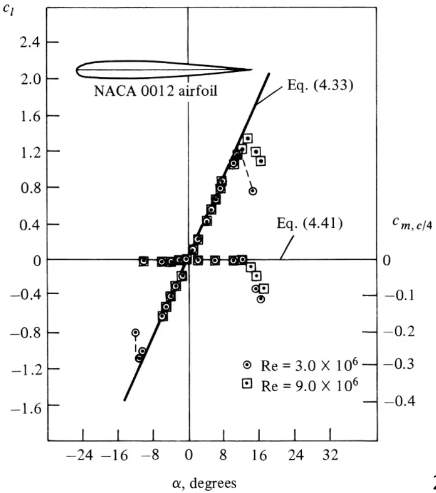 c_l
2.4
2.0
1.6
1.2
0.8
0.4
0
−0.4
−0.8
−1.2
−1.6
NACA 0012 airfoil
Eq. (4.33)
Eq. (4.41)
c_{m, c/4}
0
−0.1
−0.2
−0.3
−0.4
Re = 3.0 × 10^6
Re = 9.0 × 10^6
−24 −16 −8 0 8 16 24 32
α, degrees
2